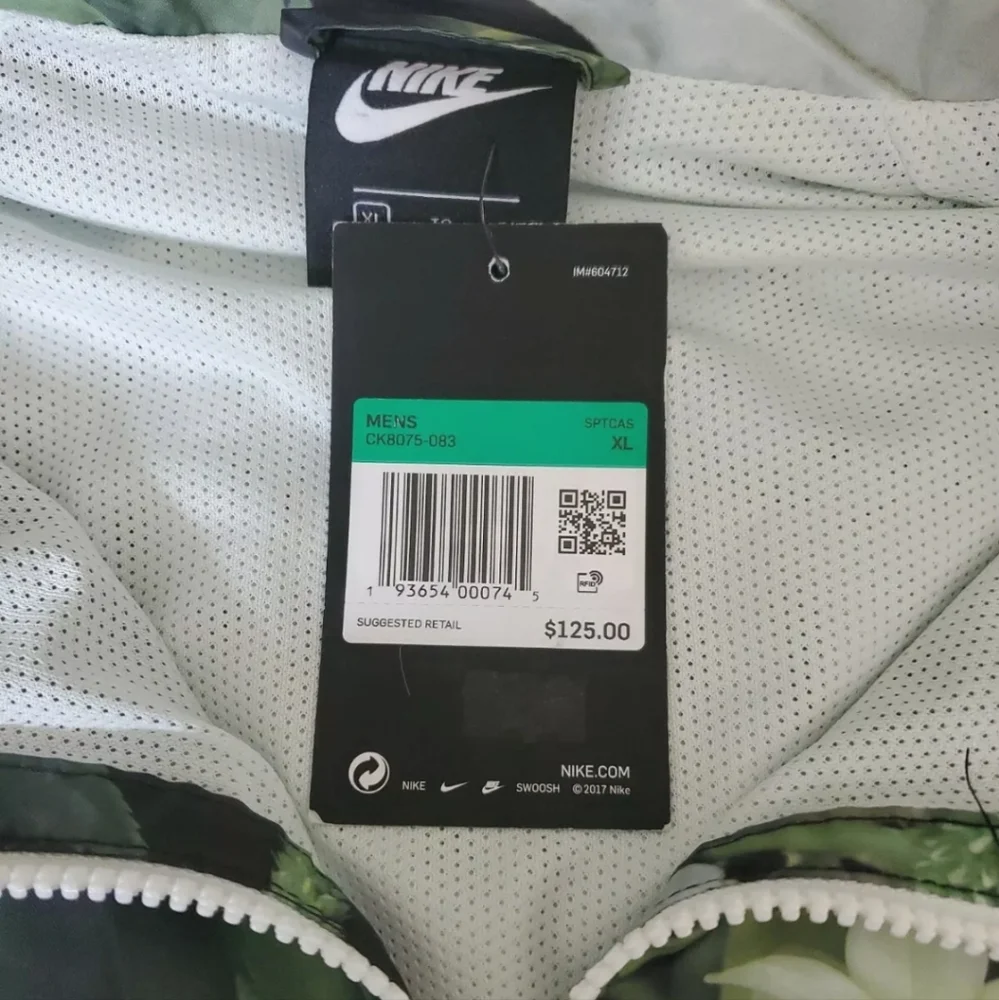 NIKE
XL
IM#604712
MENS
SPTCAS
CK8075-083
XL
1 93654 00074 5
RFID
SUGGESTED RETAIL
$125.00
NIKE.COM
NIKE SWOOSH © 2017 Nike